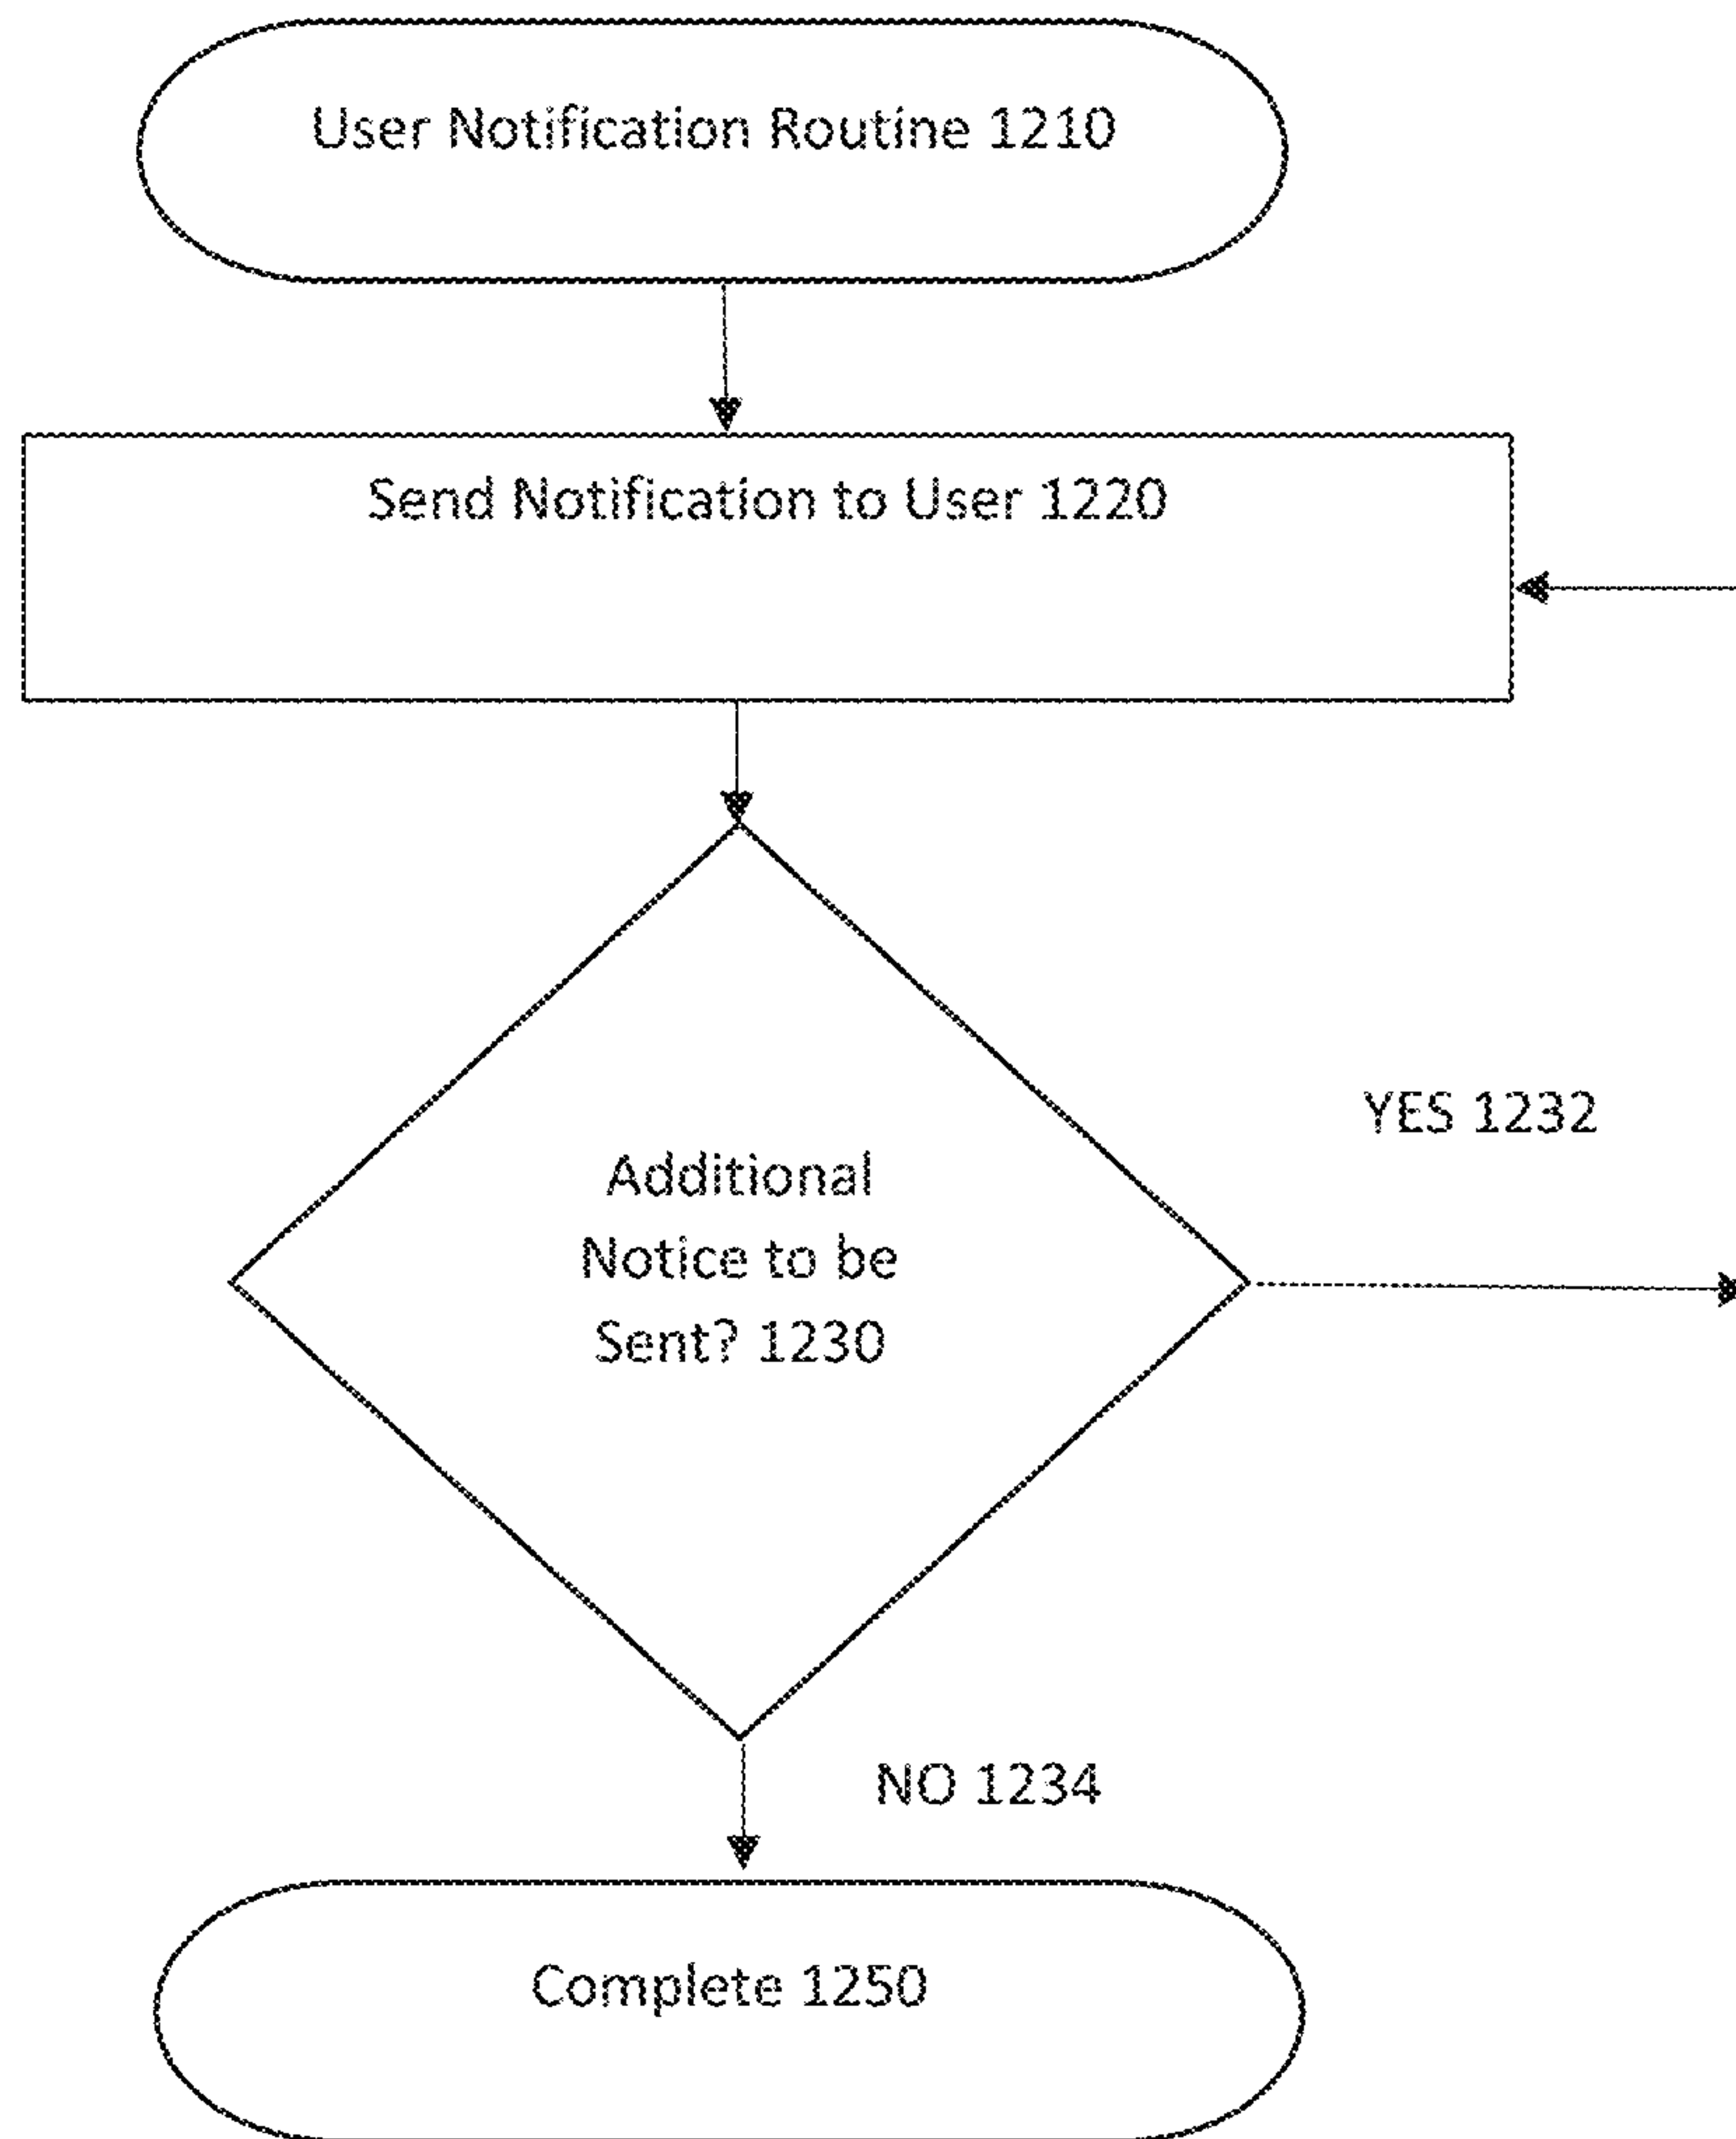 User Notification Routine 1210
Send Notification to User 1220
YES 1232
Additional
Notice to be
Sent? 1230
NO 1234
Complete 1250